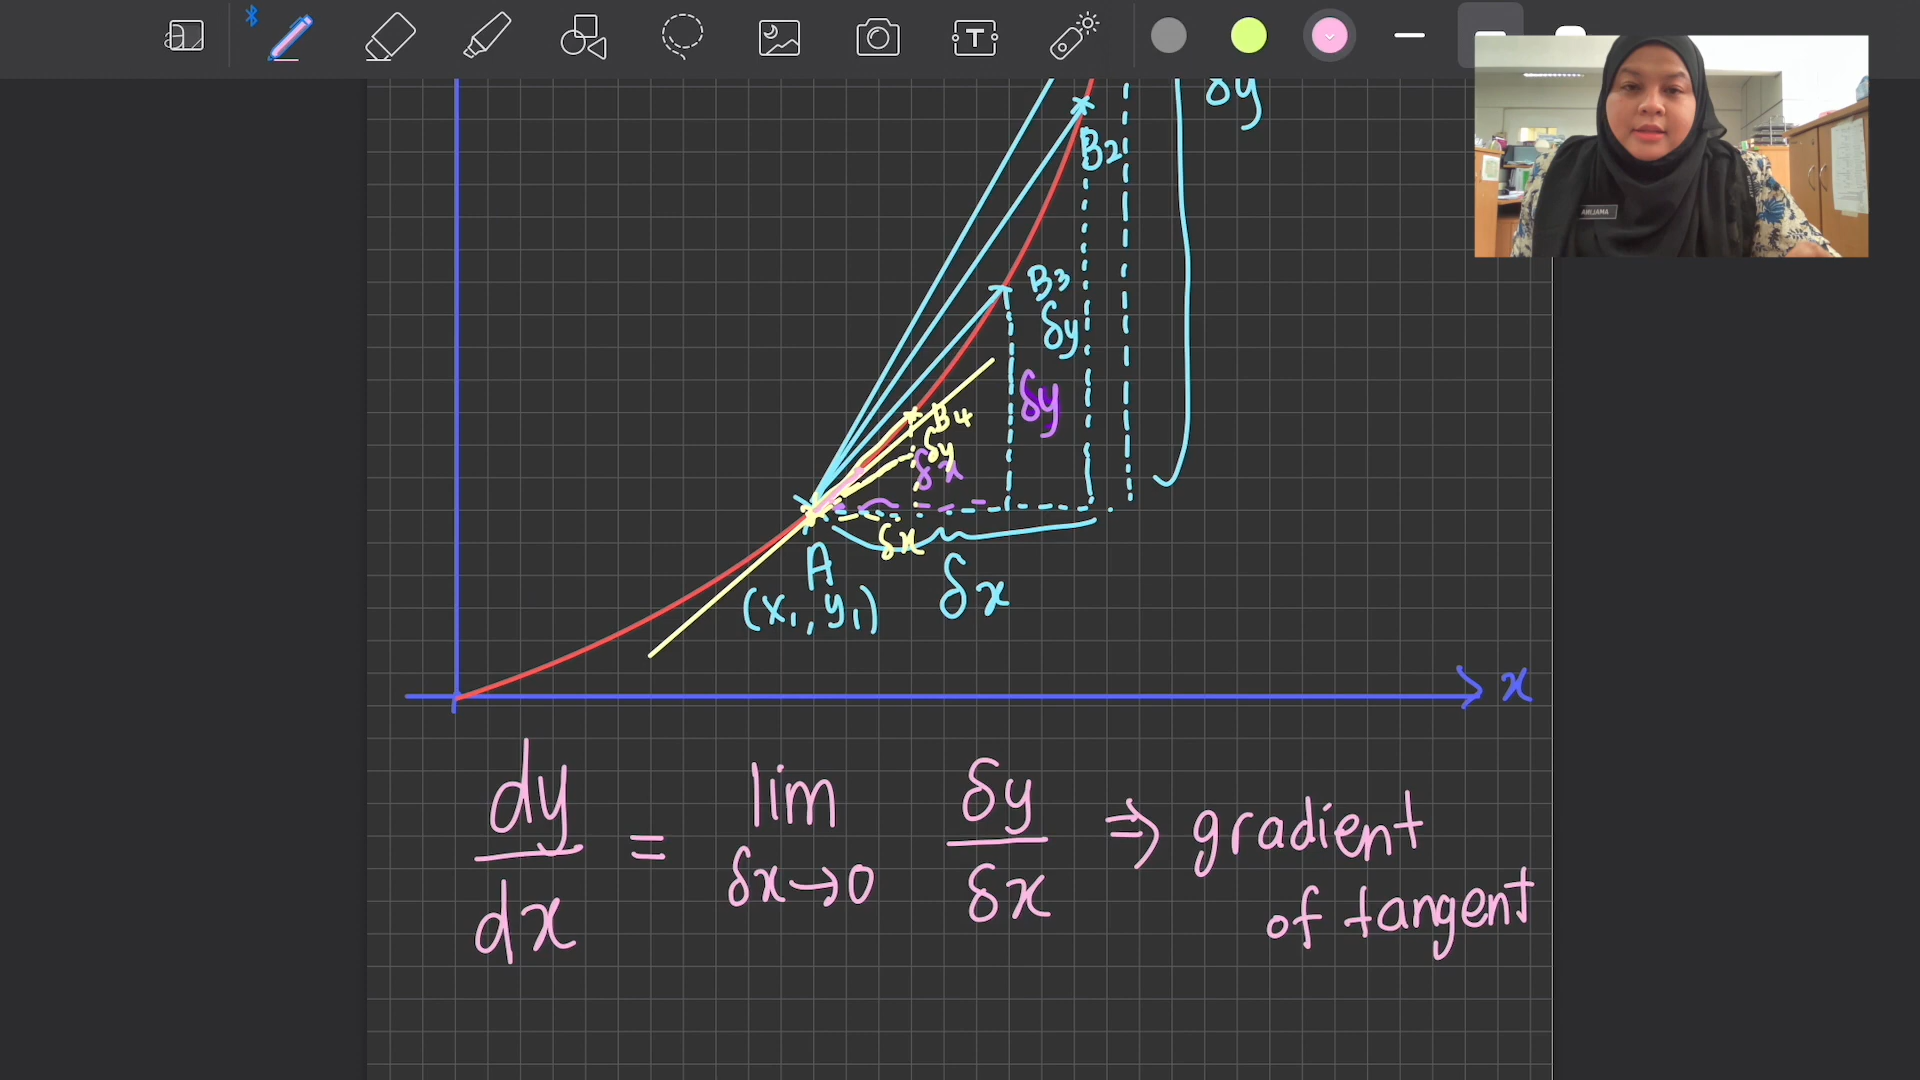 T
δy
B2
B3
δy
δy
B4
δy
δx
δx
A
δx
(x₁, y₁)
x
dy/dx = lim δx→0 δy/δx ⇒ gradient
of tangent